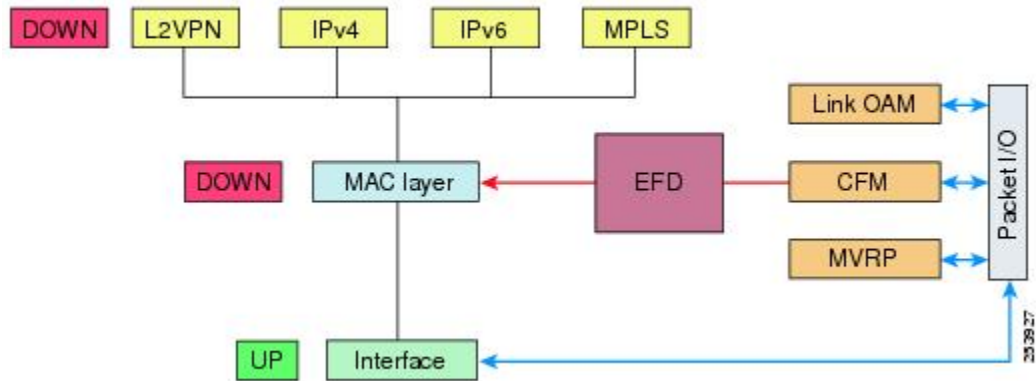 DOWN L2VPN IPv4 IPv6 MPLS
Link OAM
DOWN MAC layer EFD CFM
Packet I/O
MVRP
UP Interface
253927